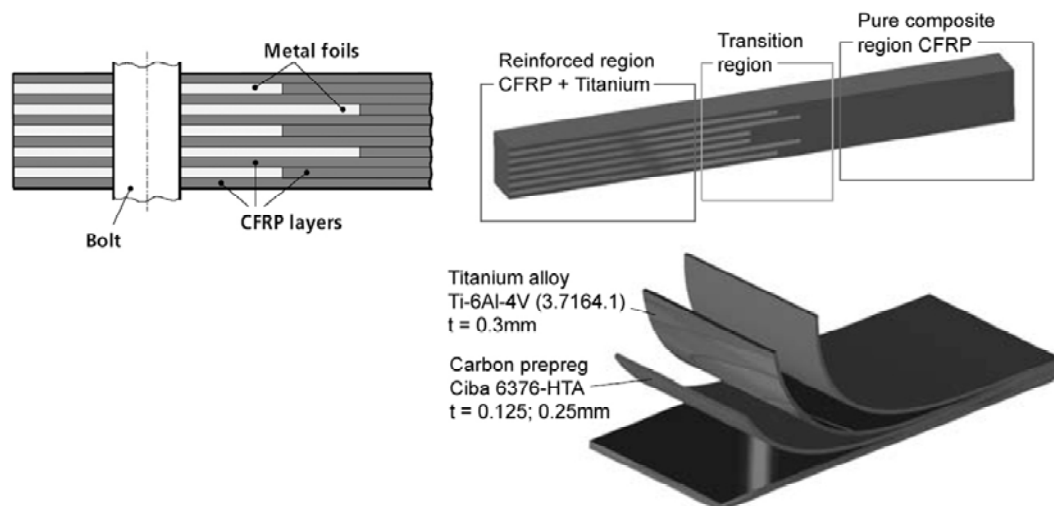 Metal foils
CFRP layers
Bolt
Reinforced region
CFRP + Titanium
Transition
region
Pure composite
region CFRP
Titanium alloy
Ti-6Al-4V (3.7164.1)
t = 0.3mm
Carbon prepreg
Ciba 6376-HTA
t = 0.125; 0.25mm